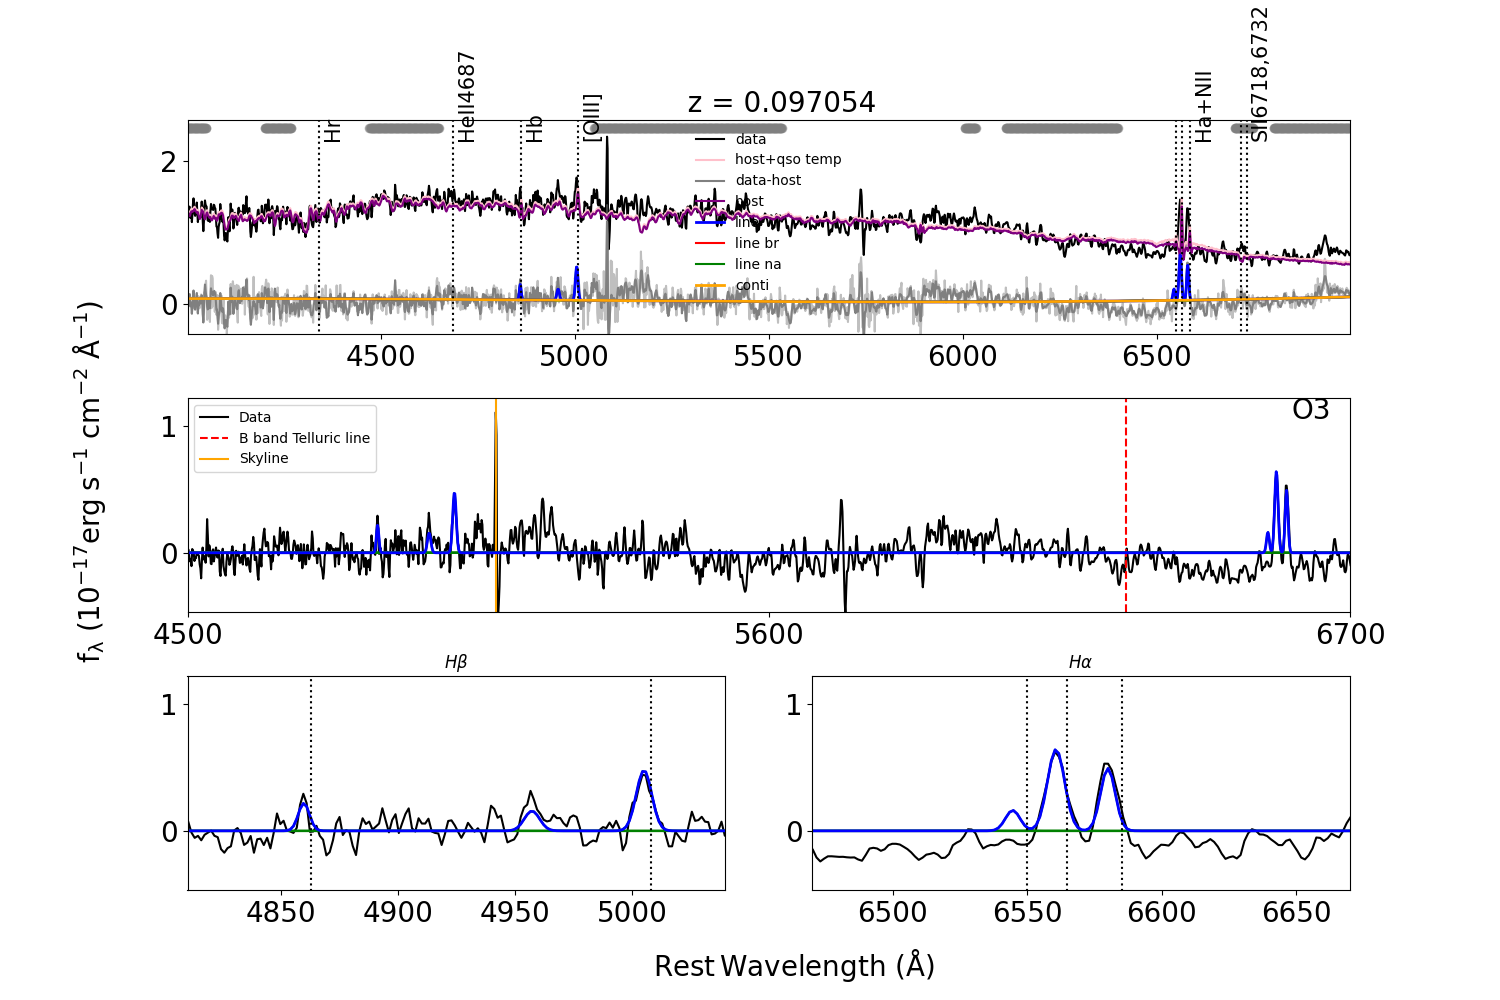 z = 0.097054
Hr
HeII4687
Hb
[OIII]
Ha+NII
SII6718,6732
data
host+qso temp
data-host
host
line
line br
line na
conti
2
0
4500 5000 5500 6000 6500
fλ (10⁻¹⁷erg s⁻¹ cm⁻² Å⁻¹)
O3
Data
B band Telluric line
Skyline
1
0
4500 5600 6700
Hβ
1
0
4850 4900 4950 5000
Hα
1
0
6500 6550 6600 6650
Rest Wavelength (Å)